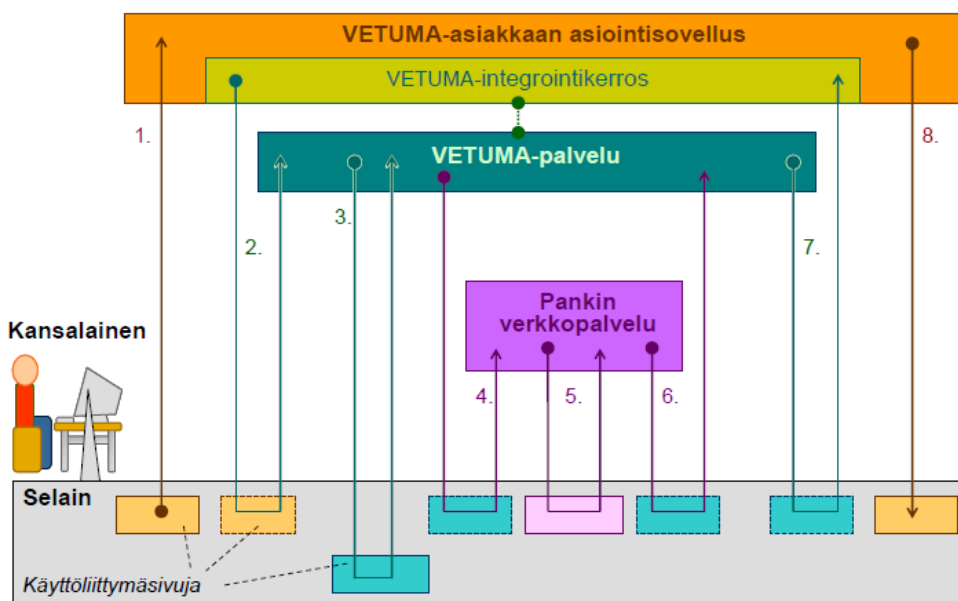 VETUMA-asiakkaan asiointisovellus
VETUMA-integrointikerros
1.
8.
VETUMA-palvelu
2.
3.
7.
Pankin
verkkopalvelu
Kansalainen
4.
5.
6.
Selain
Käyttöliittymäsivuja